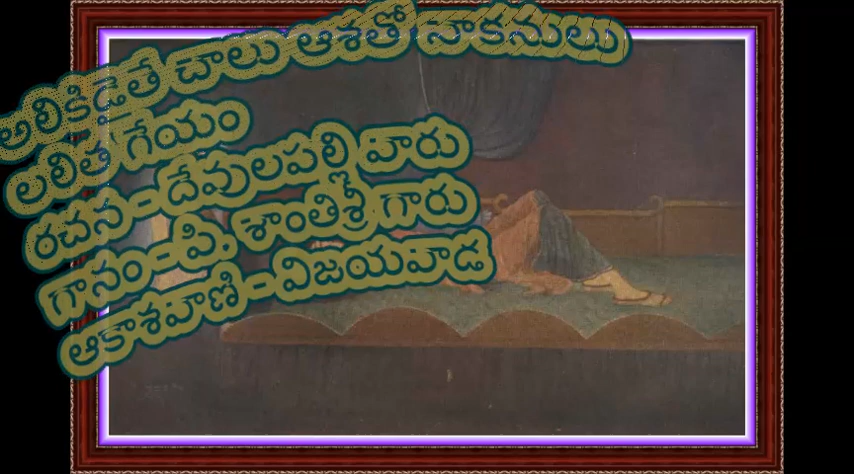 అలికిడైతే చాలు ఆశతో నాకనులు
లలిత గేయం
రచన-దేవులపల్లి వారు
గానం-పి. శాంతిశ్రీ గారు
ఆకాశవాణి-విజయవాడ